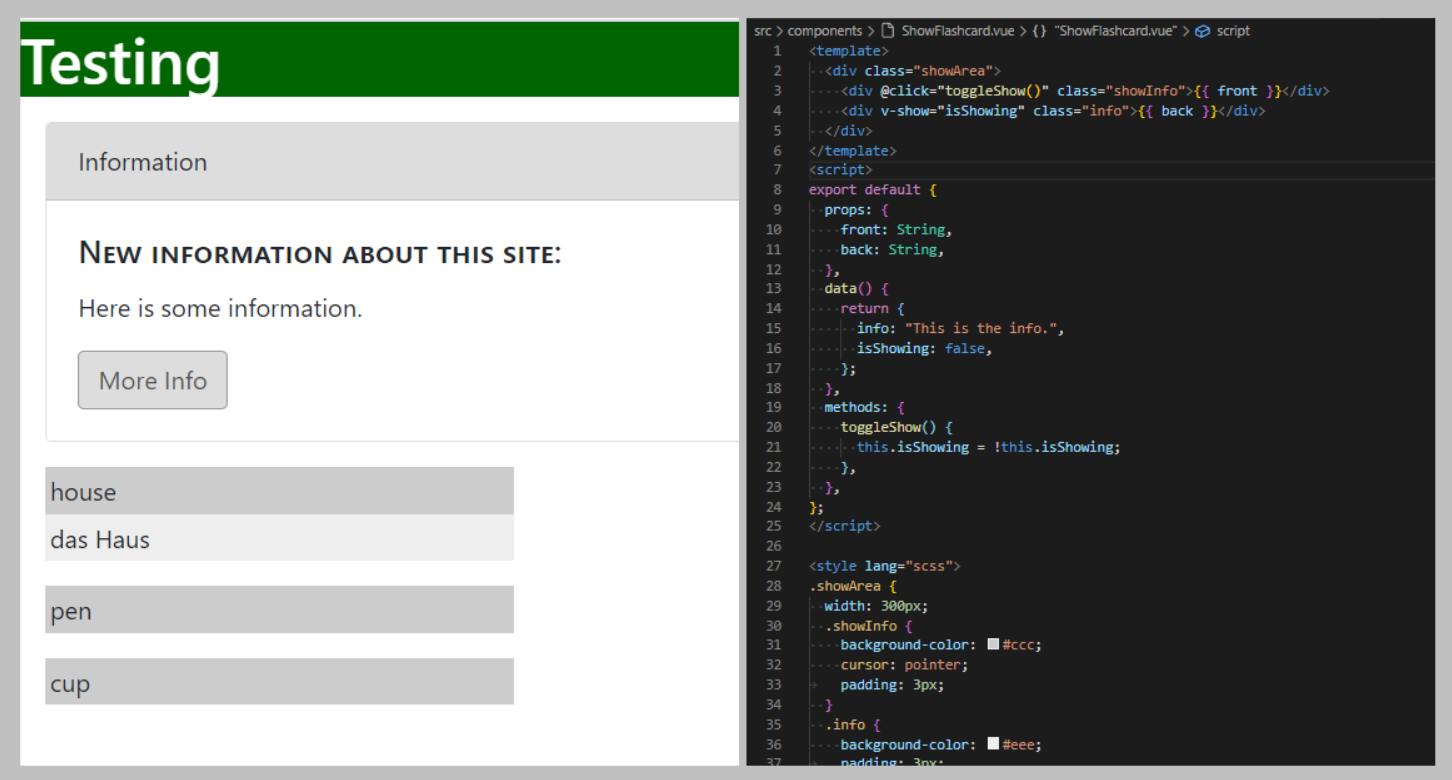 Testing
Information
New information about this site:
Here is some information.
More Info
house
das Haus
pen
cup
src > components > ShowFlashcard.vue > {} "ShowFlashcard.vue" > script
1 <template>
2 <div class="showArea">
3 <div @click="toggleShow()" class="showInfo">{{ front }}</div>
4 <div v-show="isShowing" class="info">{{ back }}</div>
5 </div>
6 </template>
7 <script>
8 export default {
9 props: {
10 front: String,
11 back: String,
12 },
13 data() {
14 return {
15 info: "This is the info.",
16 isShowing: false,
17 };
18 },
19 methods: {
20 toggleShow() {
21 this.isShowing = !this.isShowing;
22 },
23 },
24 };
25 </script>
26
27 <style lang="scss">
28 .showArea {
29 width: 300px;
30 .showInfo {
31 background-color: #ccc;
32 cursor: pointer;
33 padding: 3px;
34 }
35 .info {
36 background-color: #eee;
37 padding: 3px;